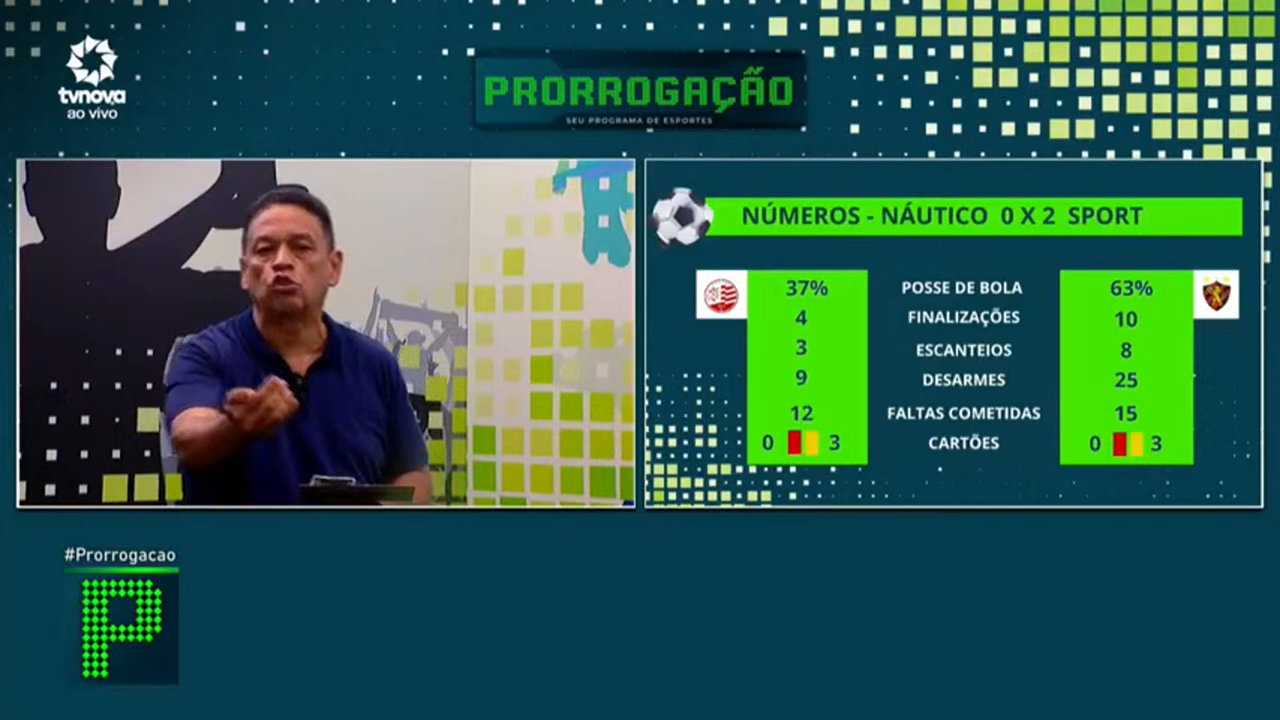 tvnova
ao vivo
PRORROGAÇÃO
SEU PROGRAMA DE ESPORTES
NÚMEROS - NÁUTICO 0 X 2 SPORT
37% POSSE DE BOLA 63%
4 FINALIZAÇÕES 10
3 ESCANTEIOS 8
9 DESARMES 25
12 FALTAS COMETIDAS 15
0 3 CARTÕES 0 3
#Prorrogacao
P